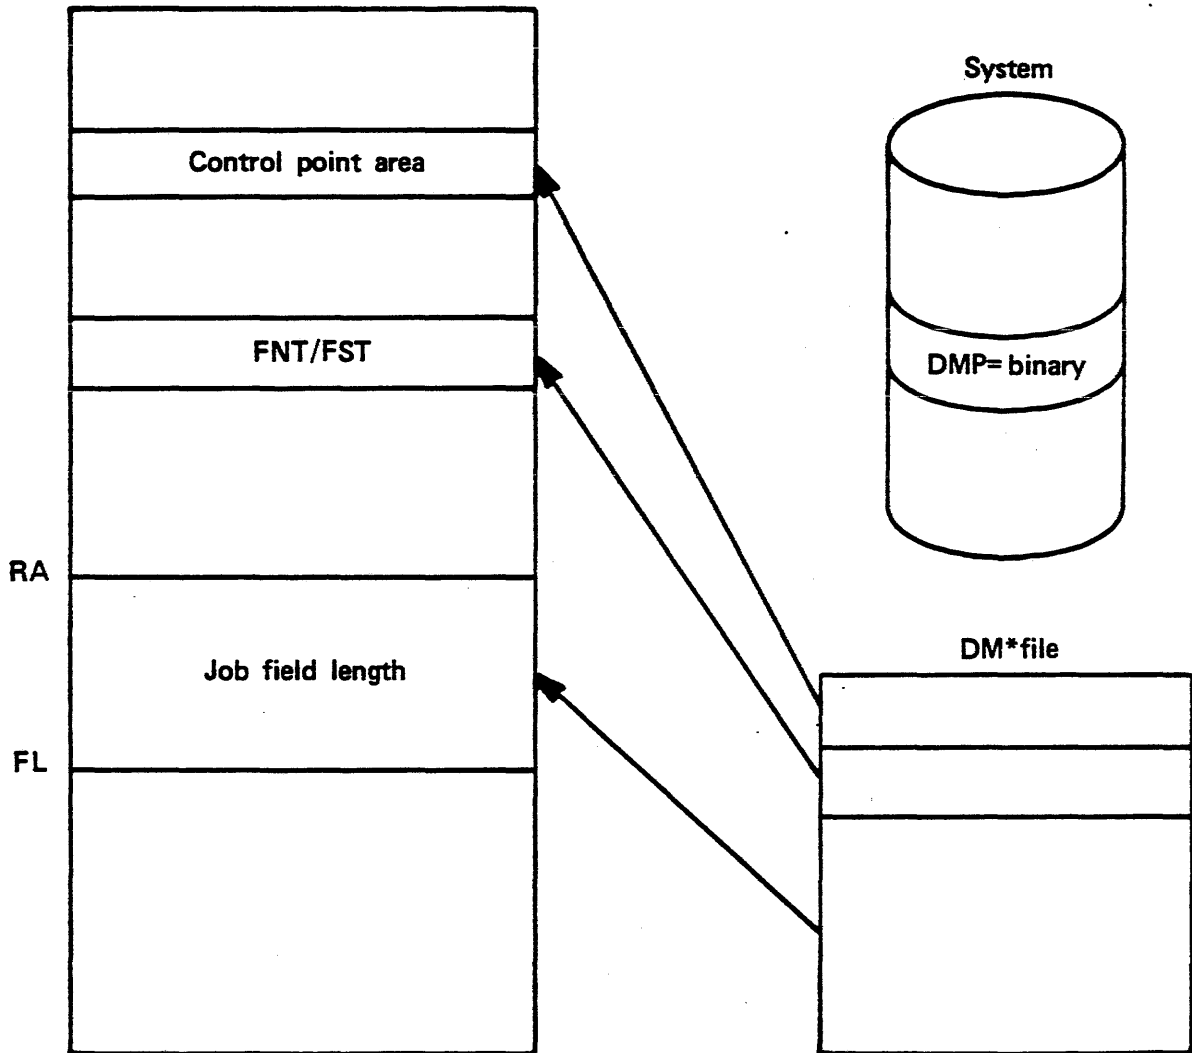 System
Control point area
FNT/FST
DMP= binary
RA
DM*file
Job field length
FL